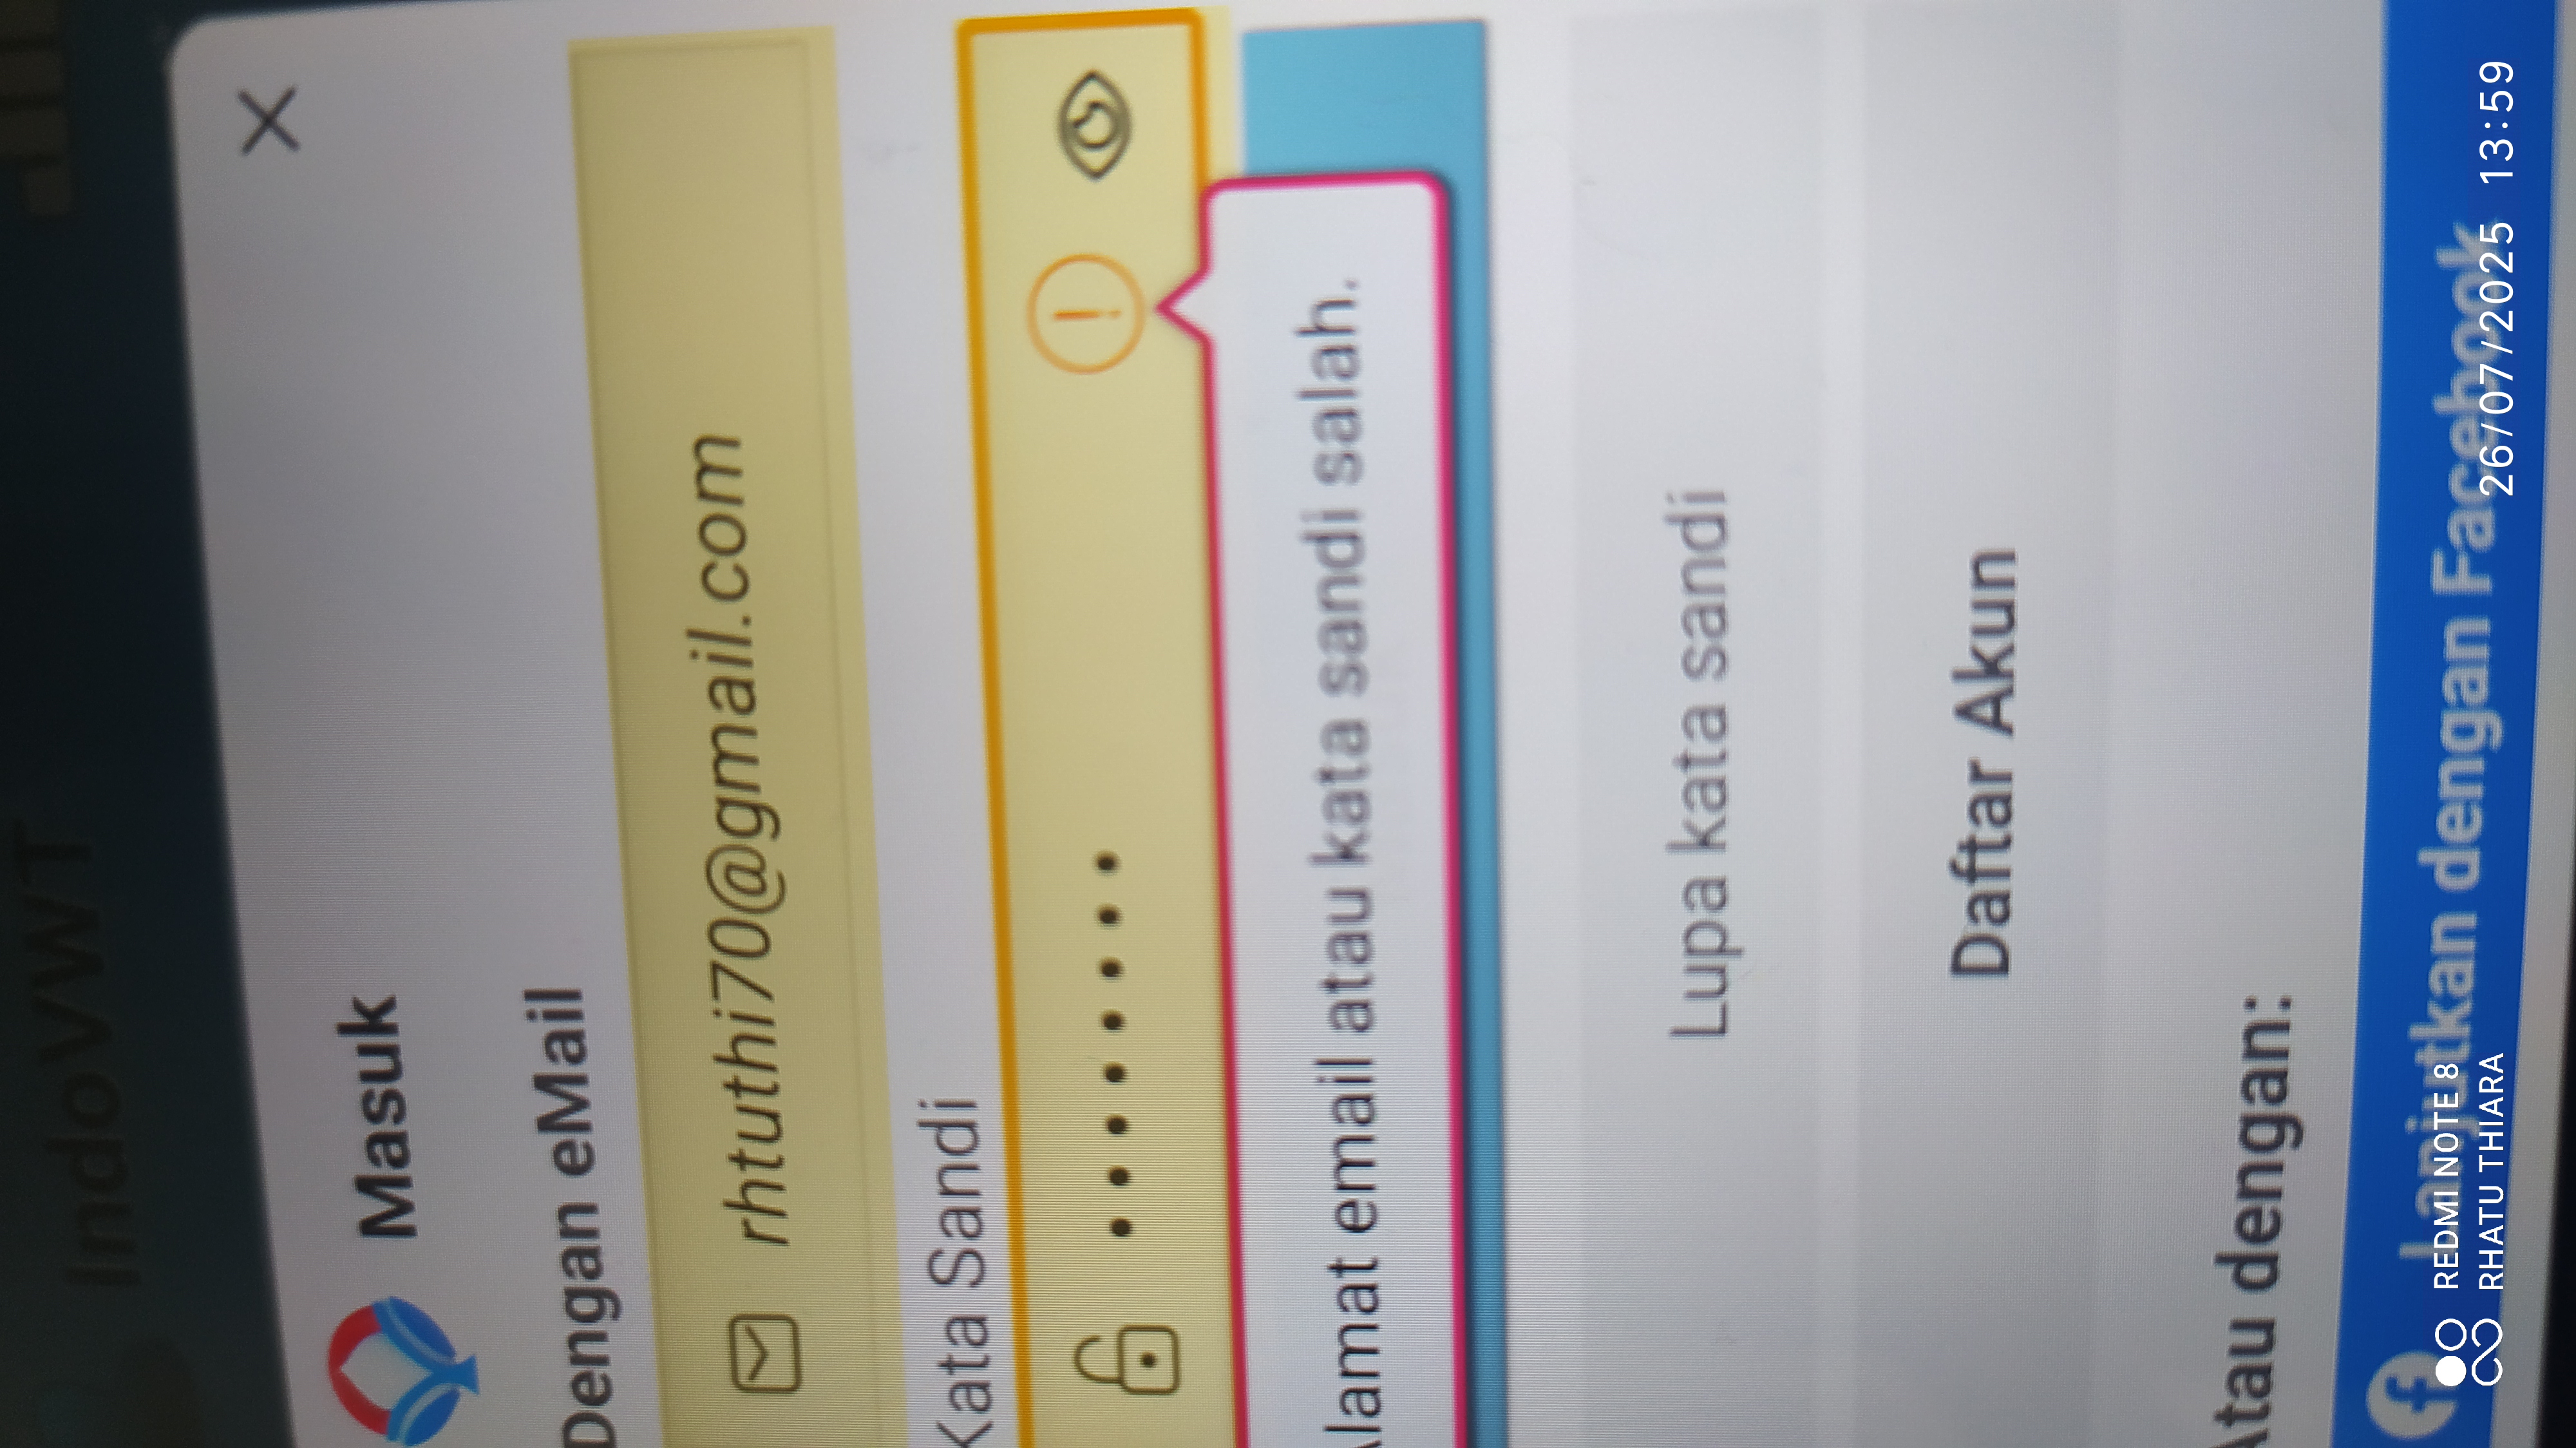 IndoVWT
Masuk
Dengan eMail
rhtuthi70@gmail.com
Kata Sandi
Alamat email atau kata sandi salah.
Lupa kata sandi
Daftar Akun
Atau dengan:
Lanjutkan dengan Facebook
REDMI NOTE 8
RHATU THIARA
26/07/2025 13:59